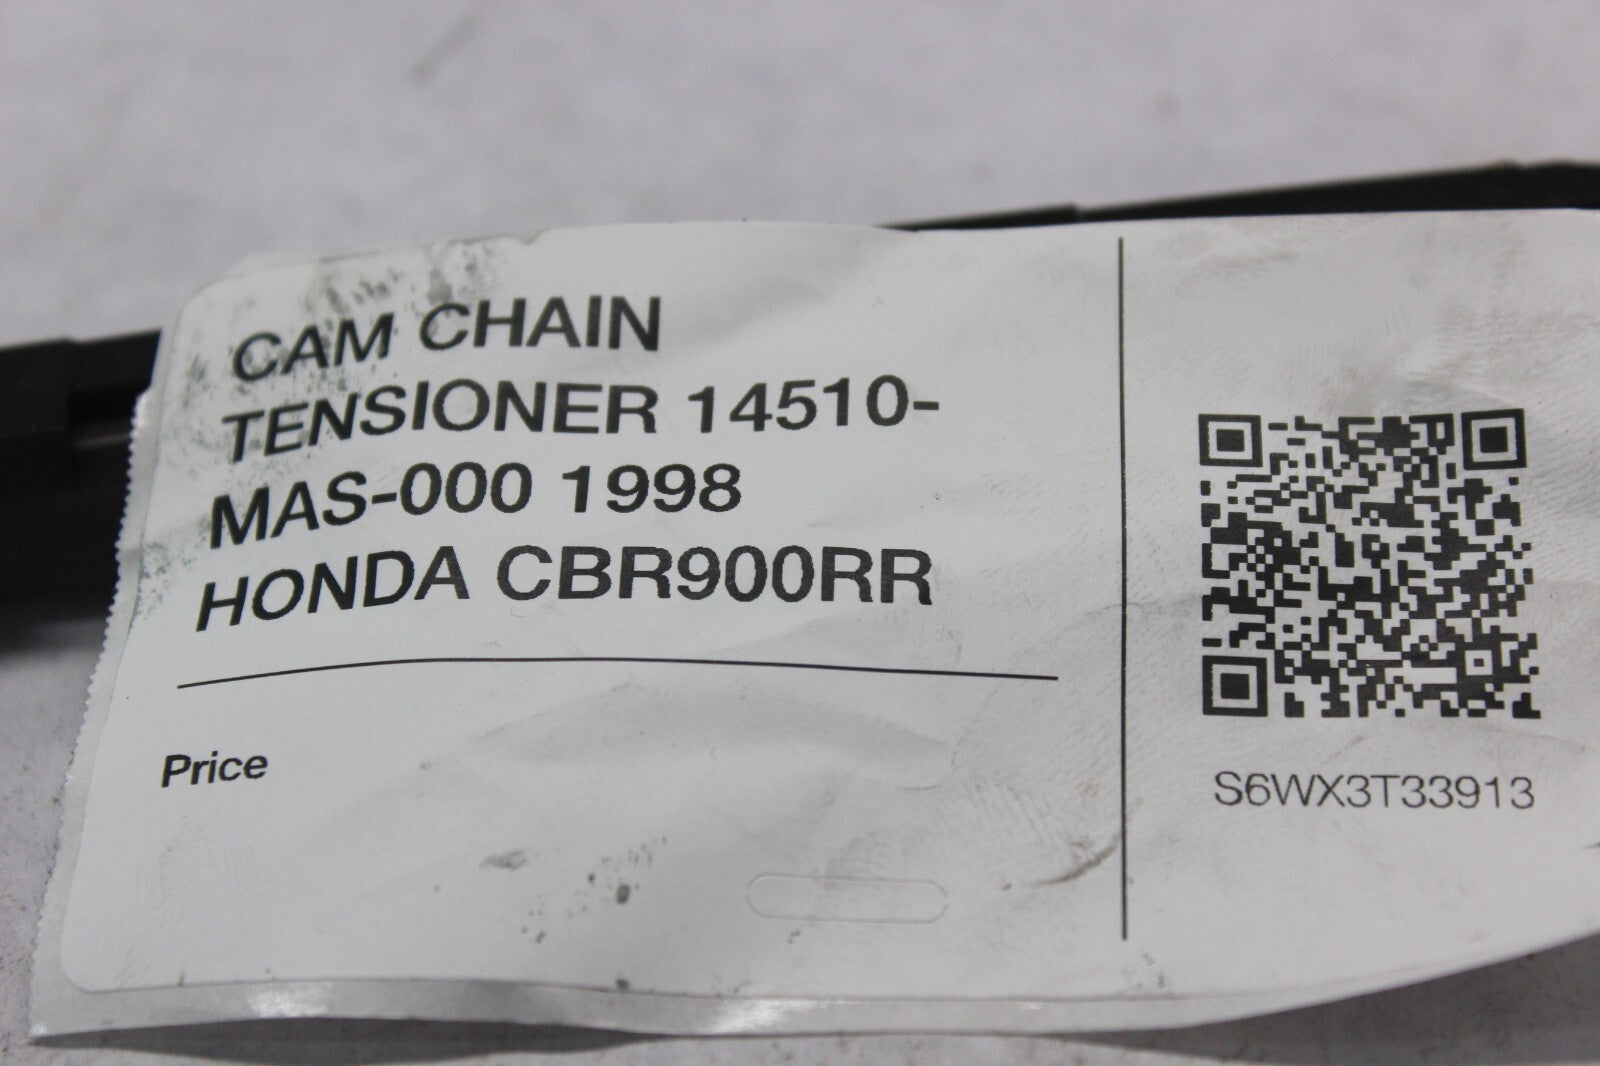 CAM CHAIN
TENSIONER 14510-
MAS-000 1998
HONDA CBR900RR
Price
S6WX3T33913